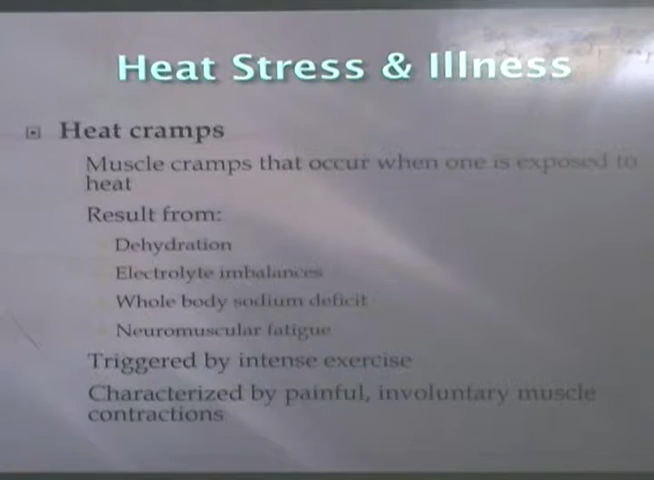 Heat Stress & Illness
Heat cramps
Muscle cramps that occur when one is exposed to
heat
Result from:
Dehydration
Electrolyte imbalances
Whole body sodium deficit
Neuromuscular fatigue
Triggered by intense exercise
Characterized by painful, involuntary muscle
contractions